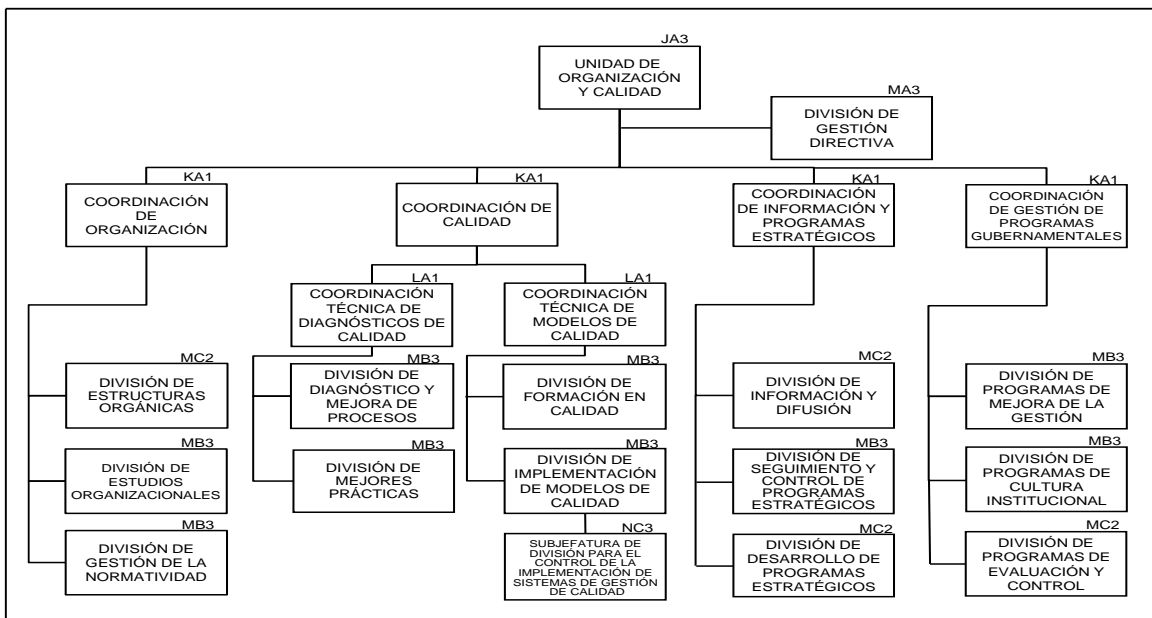 JA3
UNIDAD DE
ORGANIZACIÓN
Y CALIDAD
MA3
DIVISIÓN DE
GESTIÓN
DIRECTIVA
KA1
COORDINACIÓN
DE
ORGANIZACIÓN
KA1
COORDINACIÓN DE
CALIDAD
KA1
COORDINACIÓN
DE INFORMACIÓN Y
PROGRAMAS
ESTRATÉGICOS
KA1
COORDINACIÓN
DE GESTIÓN DE
PROGRAMAS
GUBERNAMENTALES
LA1
COORDINACIÓN
TÉCNICA DE
DIAGNÓSTICOS DE
CALIDAD
LA1
COORDINACIÓN
TÉCNICA DE
MODELOS DE
CALIDAD
MC2
DIVISIÓN DE
ESTRUCTURAS
ORGÁNICAS
MB3
DIVISIÓN DE
DIAGNÓSTICO Y
MEJORA DE
PROCESOS
MB3
DIVISIÓN DE
FORMACIÓN EN
CALIDAD
MC2
DIVISIÓN DE
INFORMACIÓN Y
DIFUSIÓN
MB3
DIVISIÓN DE
PROGRAMAS DE
MEJORA DE LA
GESTIÓN
MB3
DIVISIÓN DE
ESTUDIOS
ORGANIZACIONALES
MB3
DIVISIÓN DE
MEJORES
PRÁCTICAS
MB3
DIVISIÓN DE
IMPLEMENTACIÓN
DE MODELOS DE
CALIDAD
MB3
DIVISIÓN DE
SEGUIMIENTO Y
CONTROL DE
PROGRAMAS
ESTRATÉGICOS
MB3
DIVISIÓN DE
PROGRAMAS DE
CULTURA
INSTITUCIONAL
MB3
DIVISIÓN DE
GESTIÓN DE LA
NORMATIVIDAD
NC3
SUBJEFATURA DE
DIVISIÓN PARA EL
CONTROL DE LA
IMPLEMENTACIÓN DE
SISTEMAS DE GESTIÓN
DE CALIDAD
MC2
DIVISIÓN DE
DESARROLLO DE
PROGRAMAS
ESTRATÉGICOS
MC2
DIVISIÓN DE
PROGRAMAS DE
EVALUACIÓN Y
CONTROL